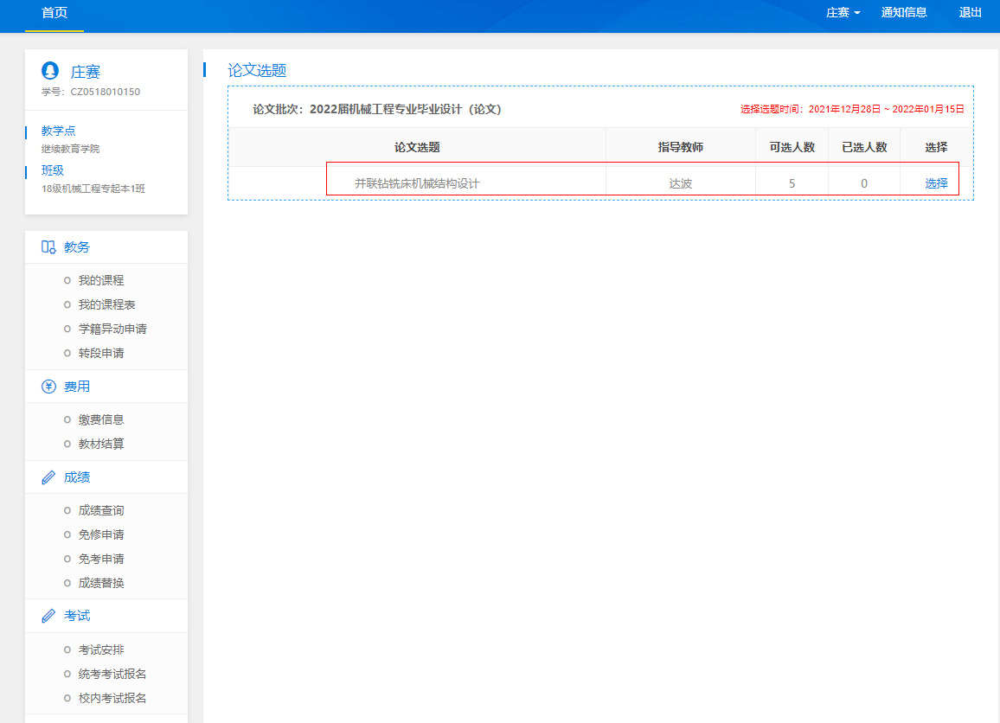 首页
庄赛 通知信息 退出
庄赛
学号：CZ0518010150
教学点
继续教育学院
班级
18级机械工程专起本1班
教务
我的课程
我的课程表
学籍异动申请
转段申请
费用
缴费信息
教材结算
成绩
成绩查询
免修申请
免考申请
成绩替换
考试
考试安排
统考考试报名
校内考试报名
论文选题
论文批次：2022届机械工程专业毕业设计（论文） 选择选题时间：2021年12月28日 ~ 2022年01月15日
论文选题 指导教师 可选人数 已选人数 选择
并联钻铣床机械结构设计 达波 5 0 选择